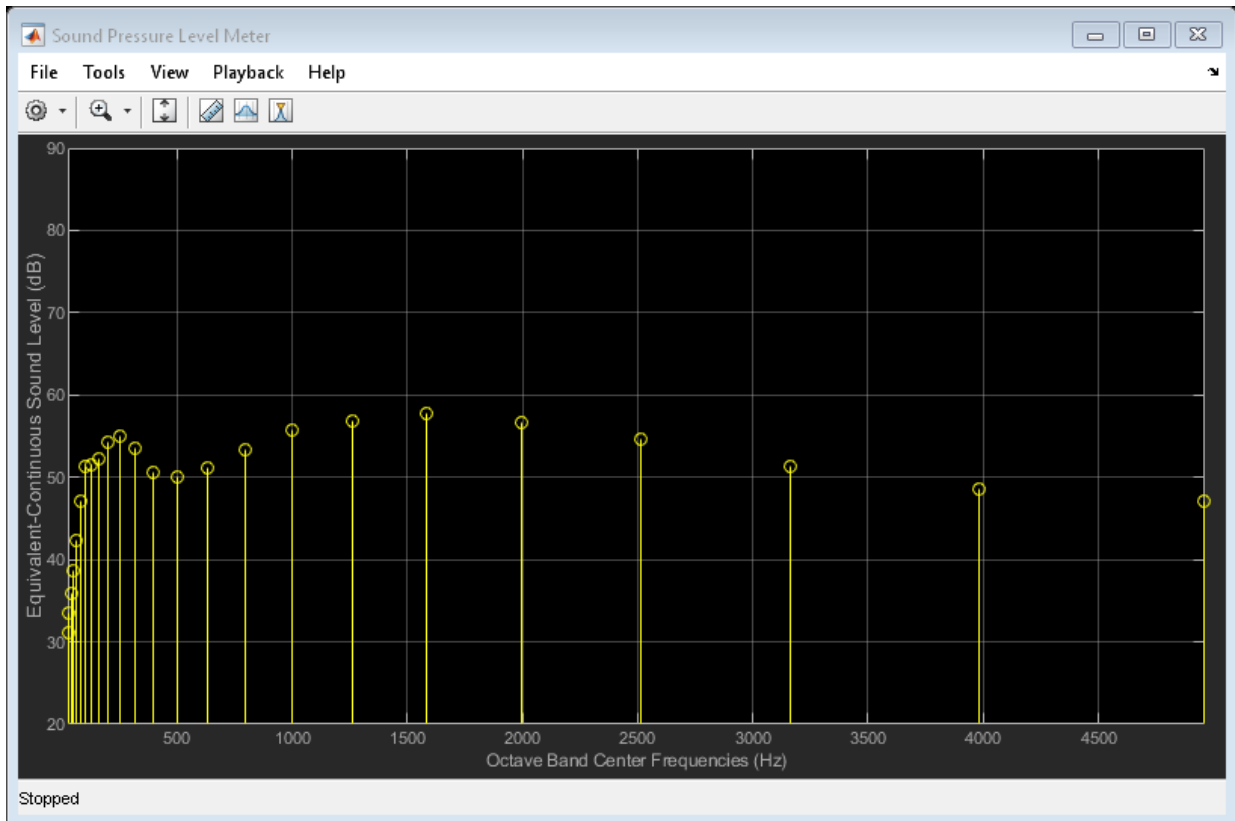 Sound Pressure Level Meter
File Tools View Playback Help
90
80
70
60
50
40
30
20
Equivalent-Continuous Sound Level (dB)
500 1000 1500 2000 2500 3000 3500 4000 4500
Octave Band Center Frequencies (Hz)
Stopped